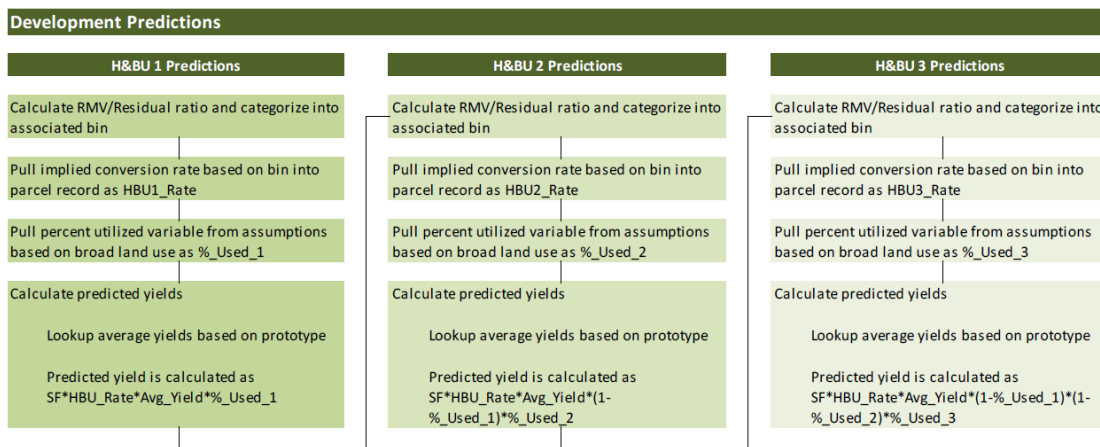 Development Predictions
H&BU 1 Predictions
Calculate RMV/Residual ratio and categorize into
associated bin
Pull implied conversion rate based on bin into
parcel record as HBU1_Rate
Pull percent utilized variable from assumptions
based on broad land use as %_Used_1
Calculate predicted yields
Lookup average yields based on prototype
Predicted yield is calculated as
SF*HBU_Rate*Avg_Yield*%_Used_1
H&BU 2 Predictions
Calculate RMV/Residual ratio and categorize into
associated bin
Pull implied conversion rate based on bin into
parcel record as HBU2_Rate
Pull percent utilized variable from assumptions
based on broad land use as %_Used_2
Calculate predicted yields
Lookup average yields based on prototype
Predicted yield is calculated as
SF*HBU_Rate*Avg_Yield*(1-
%_Used_1)*%_Used_2
H&BU 3 Predictions
Calculate RMV/Residual ratio and categorize into
associated bin
Pull implied conversion rate based on bin into
parcel record as HBU3_Rate
Pull percent utilized variable from assumptions
based on broad land use as %_Used_3
Calculate predicted yields
Lookup average yields based on prototype
Predicted yield is calculated as
SF*HBU_Rate*Avg_Yield*(1-%_Used_1)*(1-
%_Used_2)*%_Used_3